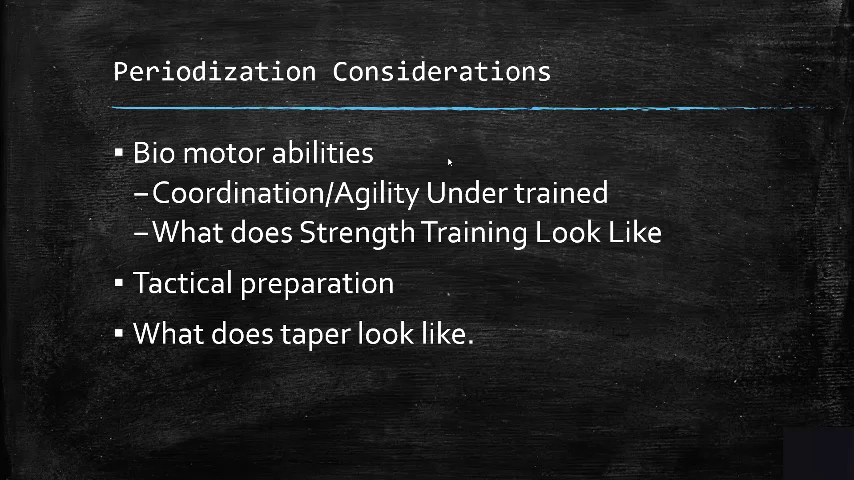 Periodization Considerations
▪ Bio motor abilities
–Coordination/Agility Under trained
–What does Strength Training Look Like
▪ Tactical preparation
▪ What does taper look like.